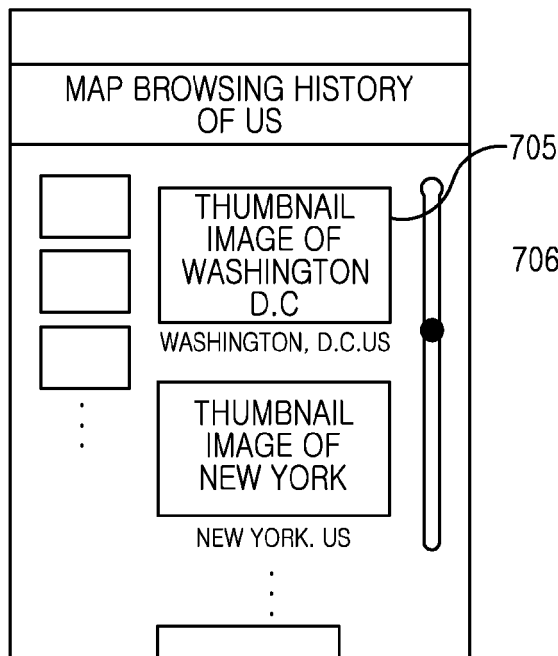 MAP BROWSING HISTORY
OF US
705
THUMBNAIL
IMAGE OF
WASHINGTON
D.C
706
WASHINGTON, D.C.US
THUMBNAIL
IMAGE OF
NEW YORK
NEW YORK. US